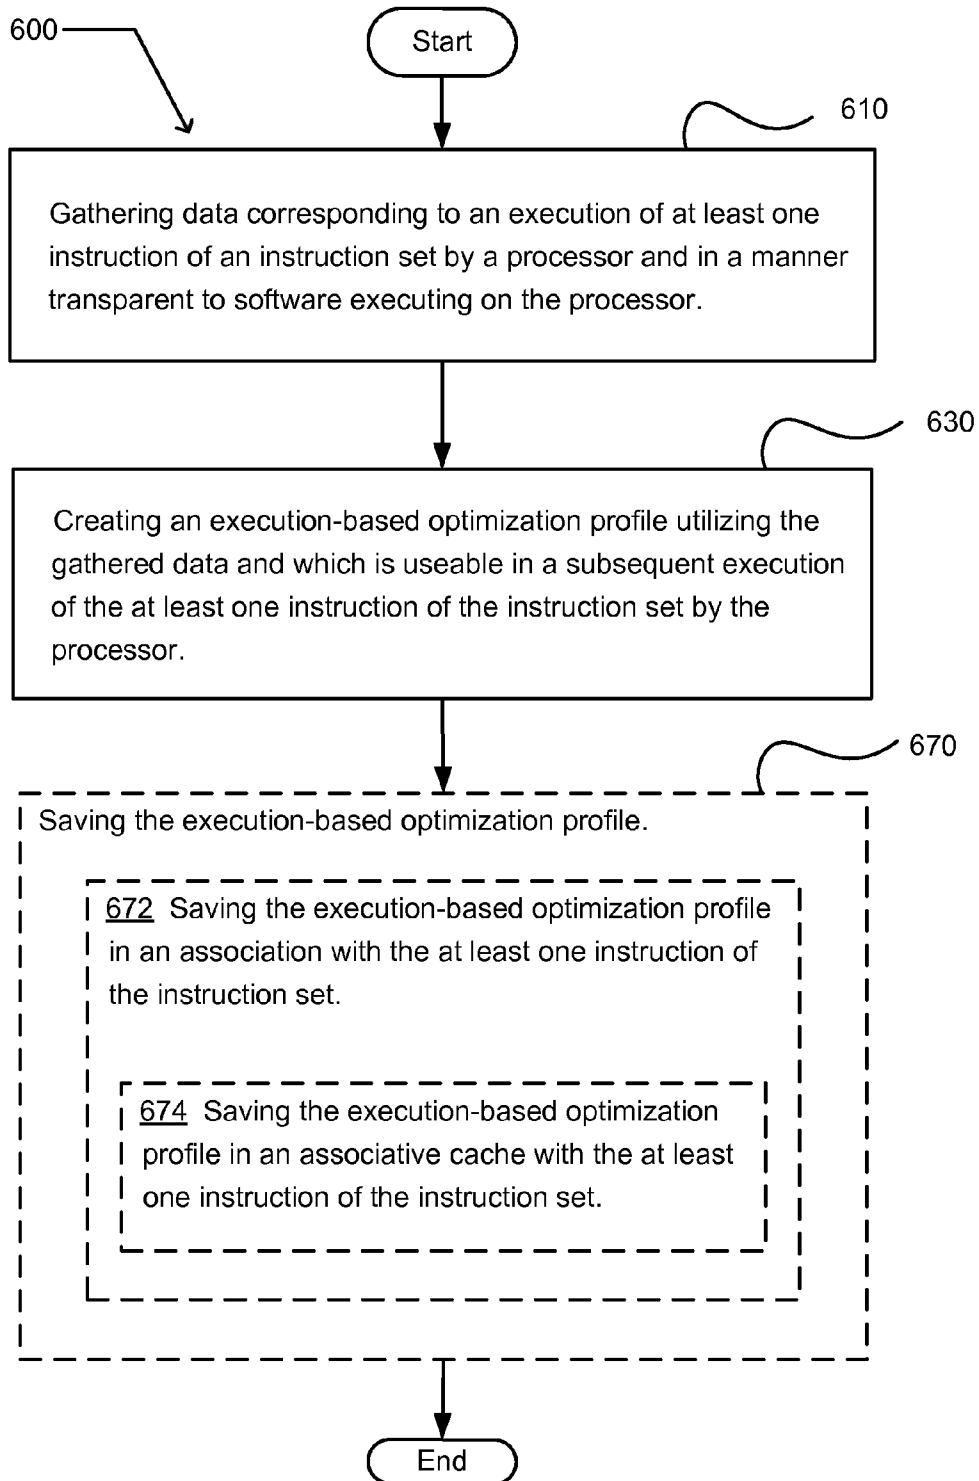 600
Start
610
Gathering data corresponding to an execution of at least one
instruction of an instruction set by a processor and in a manner
transparent to software executing on the processor.
630
Creating an execution-based optimization profile utilizing the
gathered data and which is useable in a subsequent execution
of the at least one instruction of the instruction set by the
processor.
670
Saving the execution-based optimization profile.
672 Saving the execution-based optimization profile
in an association with the at least one instruction of
the instruction set.
674 Saving the execution-based optimization
profile in an associative cache with the at least
one instruction of the instruction set.
End